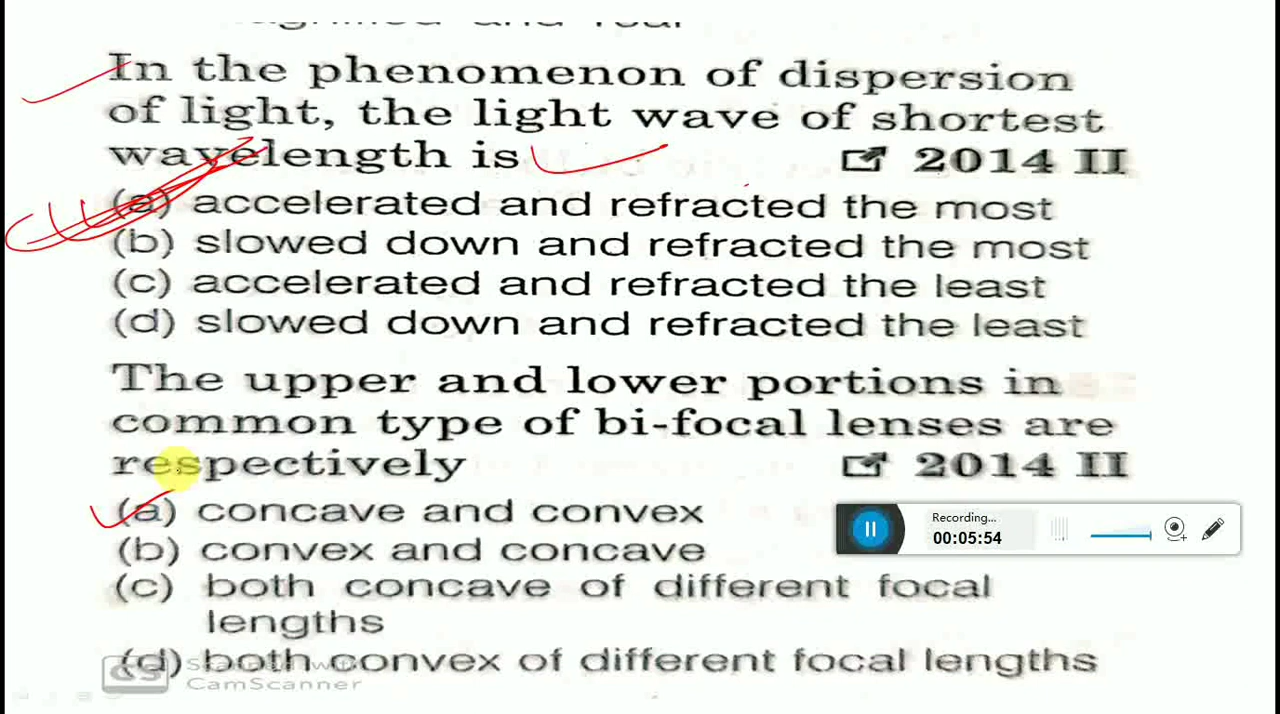 In the phenomenon of dispersion
of light, the light wave of shortest
wavelength is 2014 II
(a) accelerated and refracted the most
(b) slowed down and refracted the most
(c) accelerated and refracted the least
(d) slowed down and refracted the least
The upper and lower portions in
common type of bi-focal lenses are
respectively 2014 II
(a) concave and convex
Recording...
00:05:54
(b) convex and concave
(c) both concave of different focal
lengths
(d) both convex of different focal lengths
CS Scanned with
CamScanner